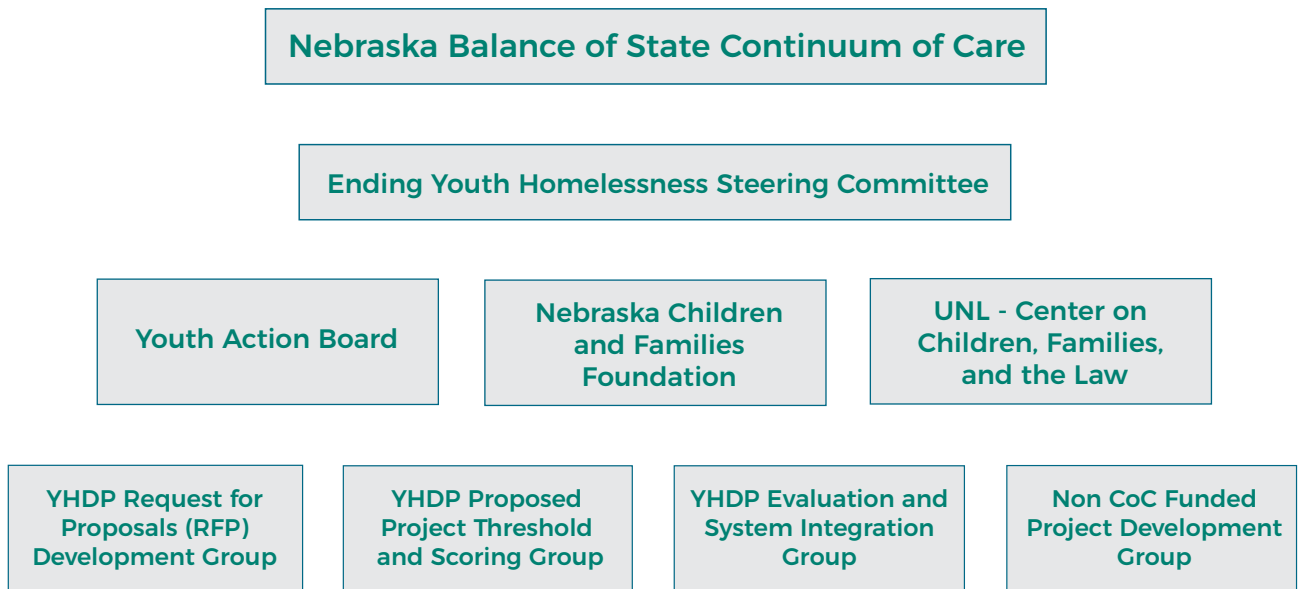 Nebraska Balance of State Continuum of Care
Ending Youth Homelessness Steering Committee
Youth Action Board
Nebraska Children
and Families
Foundation
UNL - Center on
Children, Families,
and the Law
YHDP Request for
Proposals (RFP)
Development Group
YHDP Proposed
Project Threshold
and Scoring Group
YHDP Evaluation and
System Integration
Group
Non CoC Funded
Project Development
Group